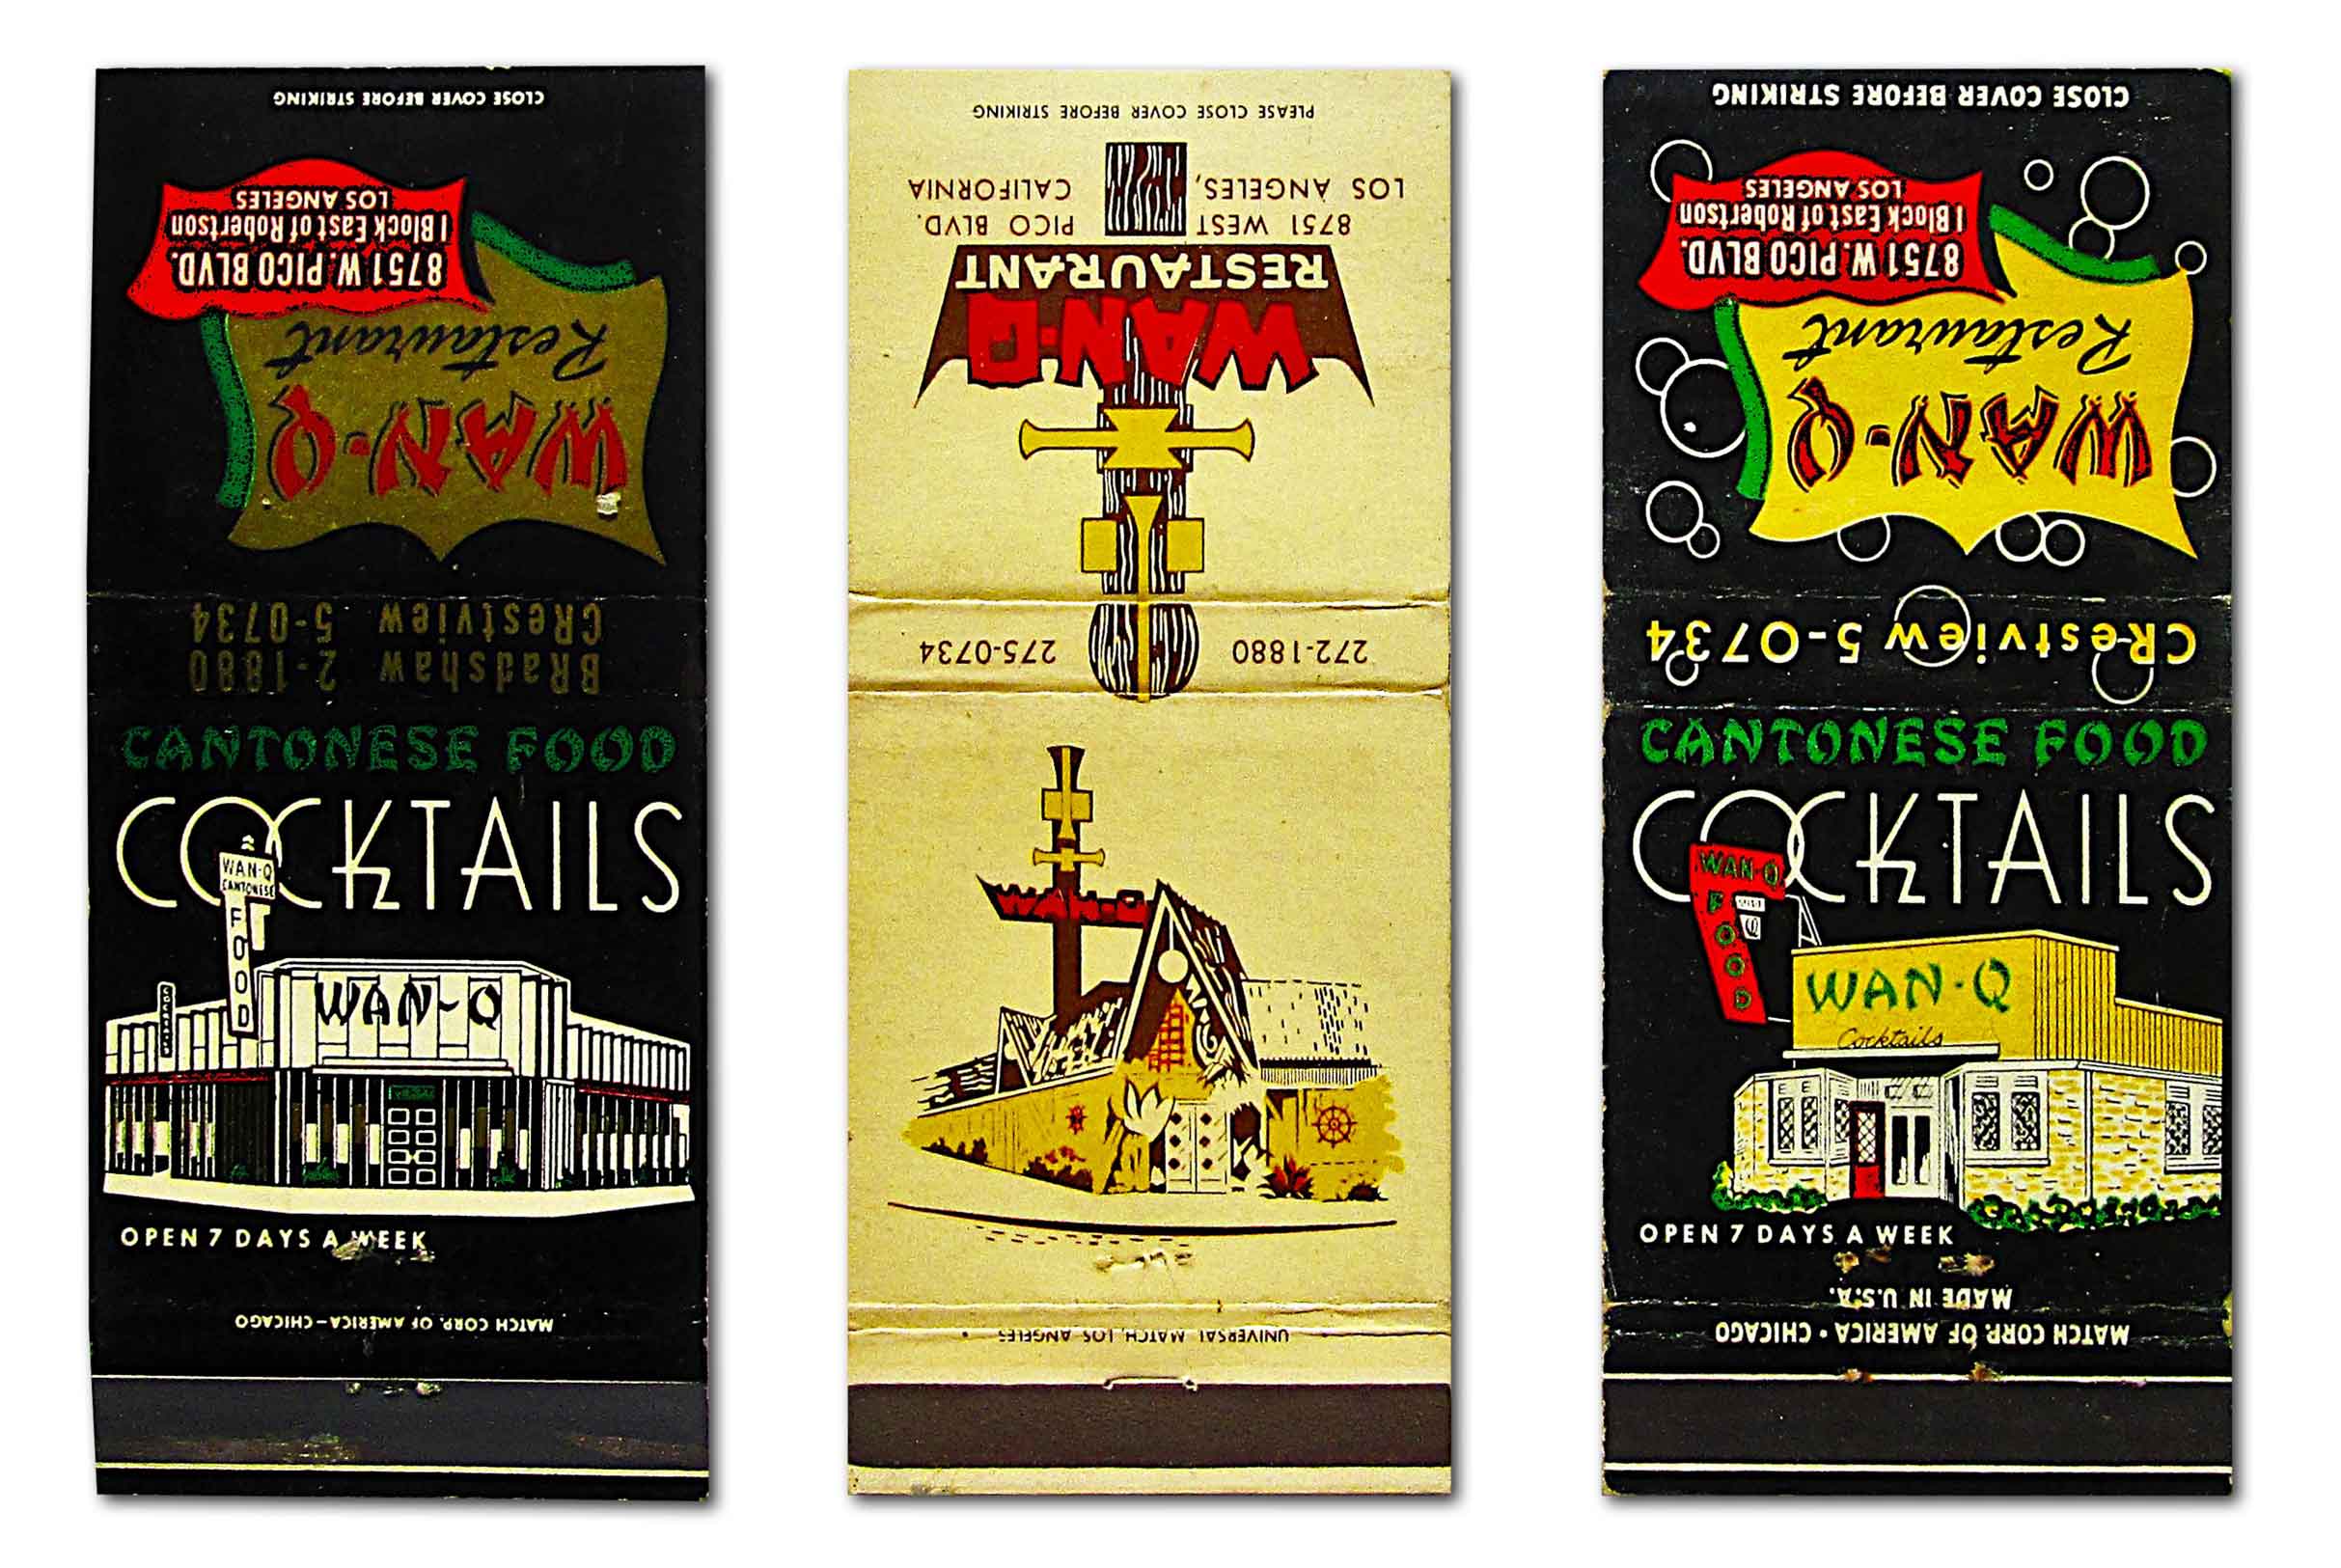 CLOSE COVER BEFORE STRIKING
8751 W. PICO BLVD.
1 Block East of Robertson
LOS ANGELES
WAN-Q
Restaurant
BRadshaw 2-1880
CRestview 5-0734
CANTONESE FOOD
COCKTAILS
WAN-Q
CANTONESE
FOOD
WAN-Q
OPEN 7 DAYS A WEEK
MATCH CORP. OF AMERICA-CHICAGO
PLEASE CLOSE COVER BEFORE STRIKING
WAN-Q
RESTAURANT
8751 WEST PICO BLVD.
LOS ANGELES, CALIFORNIA
272-1880 275-0734
WAN-Q
UNIVERSAL MATCH, LOS ANGELES
CLOSE COVER BEFORE STRIKING
WAN-Q
Restaurant
8751 W. PICO BLVD.
1 Block East of Robertson
LOS ANGELES
CRestview 5-0734
CANTONESE FOOD
COCKTAILS
WAN-Q
FOOD
WAN-Q
Cocktails
OPEN 7 DAYS A WEEK
MATCH CORP. OF AMERICA • CHICAGO
MADE IN U.S.A.